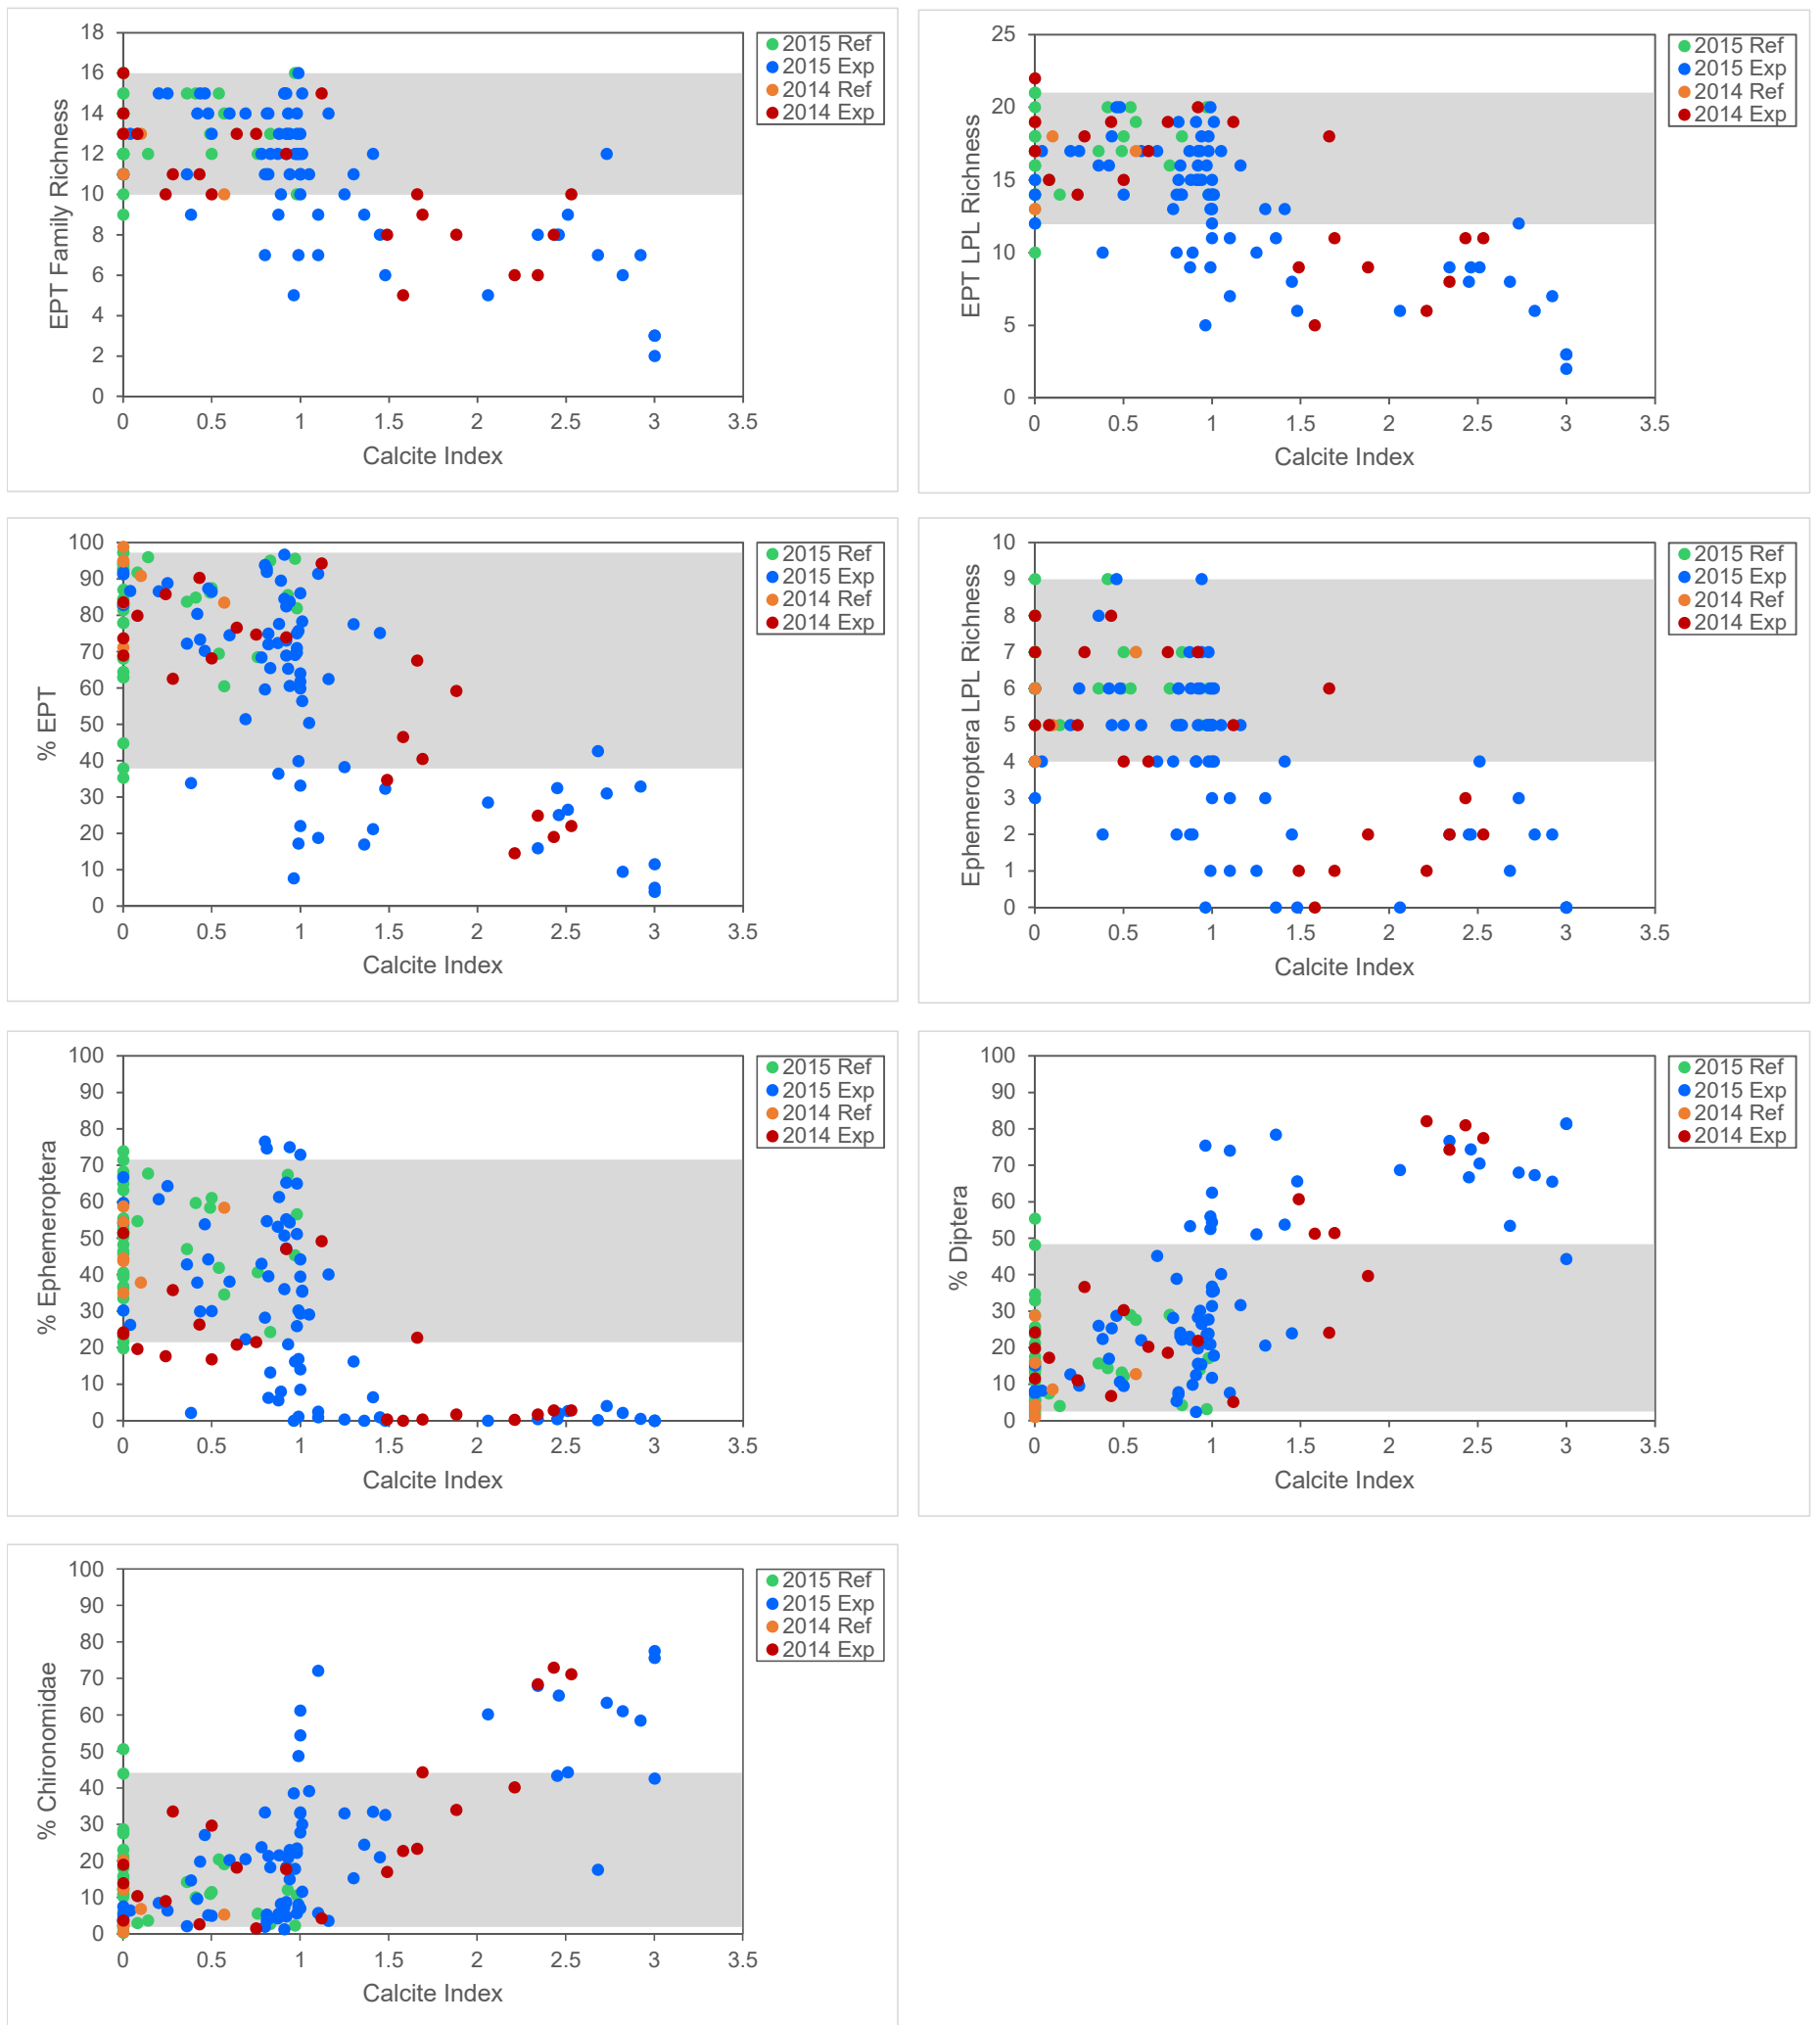 EPT Family Richness
18
16
14
12
10
8
6
4
2
0
0 0.5 1 1.5 2 2.5 3 3.5
Calcite Index
2015 Ref
2015 Exp
2014 Ref
2014 Exp
EPT LPL Richness
25
20
15
10
5
0
0 0.5 1 1.5 2 2.5 3 3.5
Calcite Index
2015 Ref
2015 Exp
2014 Ref
2014 Exp
% EPT
100
90
80
70
60
50
40
30
20
10
0
0 0.5 1 1.5 2 2.5 3 3.5
Calcite Index
2015 Ref
2015 Exp
2014 Ref
2014 Exp
Ephemeroptera LPL Richness
10
9
8
7
6
5
4
3
2
1
0
0 0.5 1 1.5 2 2.5 3 3.5
Calcite Index
2015 Ref
2015 Exp
2014 Ref
2014 Exp
% Ephemeroptera
100
90
80
70
60
50
40
30
20
10
0
0 0.5 1 1.5 2 2.5 3 3.5
Calcite Index
2015 Ref
2015 Exp
2014 Ref
2014 Exp
% Diptera
100
90
80
70
60
50
40
30
20
10
0
0 0.5 1 1.5 2 2.5 3 3.5
Calcite Index
2015 Ref
2015 Exp
2014 Ref
2014 Exp
% Chironomidae
100
90
80
70
60
50
40
30
20
10
0
0 0.5 1 1.5 2 2.5 3 3.5
Calcite Index
2015 Ref
2015 Exp
2014 Ref
2014 Exp